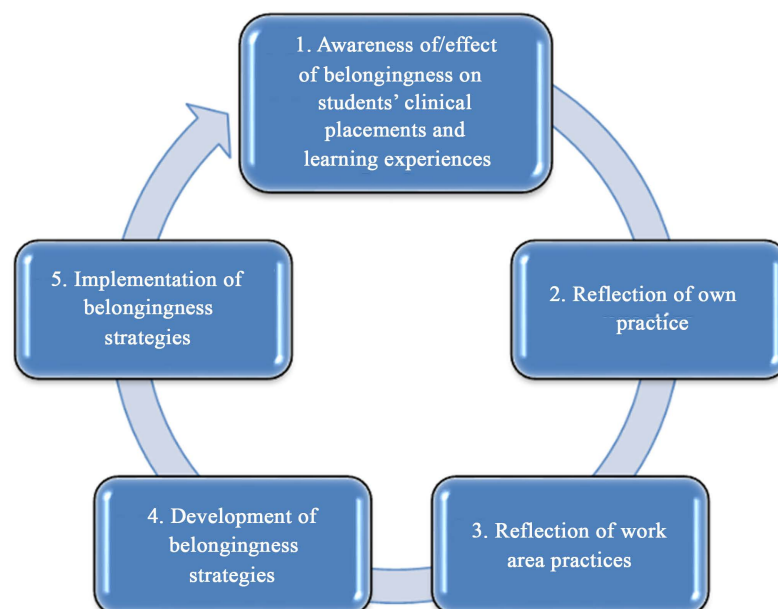 1. Awareness of/effect
of belongingness on
students’ clinical
placements and
learning experiences
2. Reflection of own
practice
3. Reflection of work
area practices
4. Development of
belongingness
strategies
5. Implementation of
belongingness
strategies